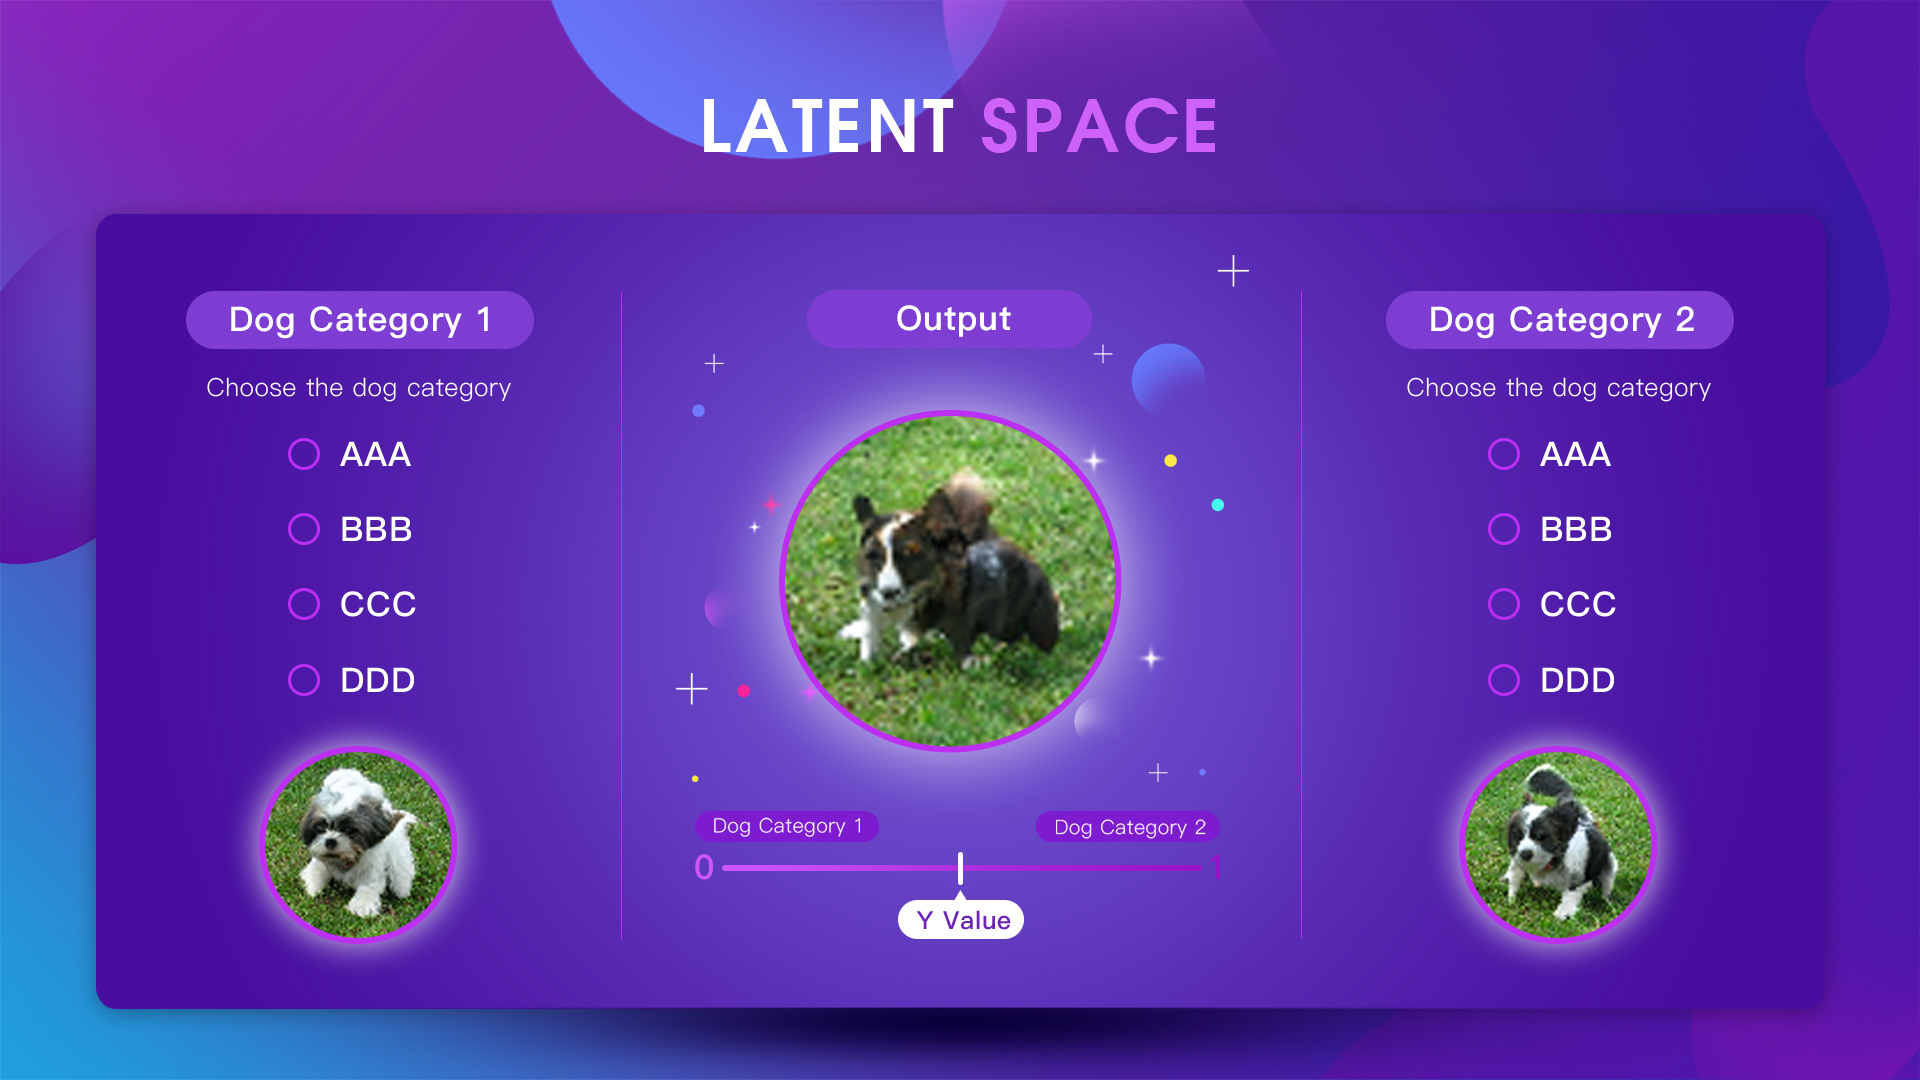 LATENT SPACE
Dog Category 1
Choose the dog category
AAA
BBB
CCC
DDD
Output
Dog Category 1
Dog Category 2
0
1
Y Value
Dog Category 2
Choose the dog category
AAA
BBB
CCC
DDD